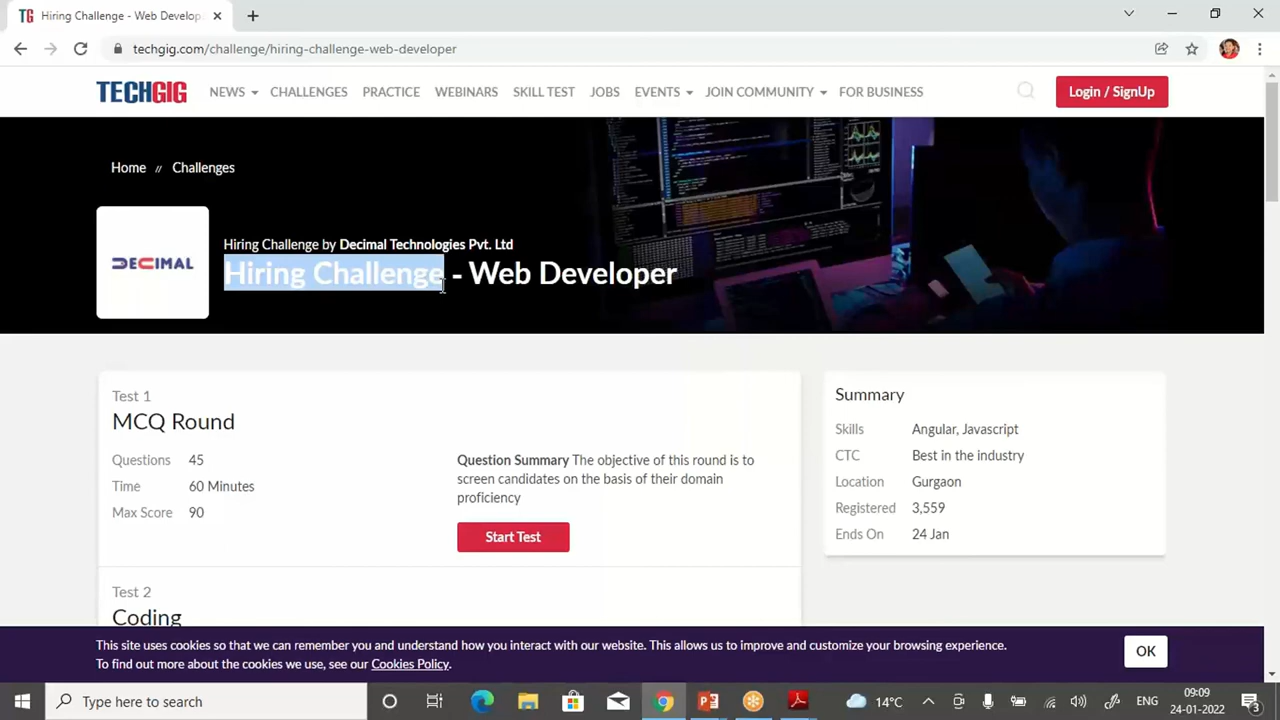 Hiring Challenge - Web Develop
techgig.com/challenge/hiring-challenge-web-developer
TECHGIG
NEWS
CHALLENGES
PRACTICE
WEBINARS
SKILL TEST
JOBS
EVENTS
JOIN COMMUNITY
FOR BUSINESS
Login / SignUp
Home // Challenges
DECIMAL
Hiring Challenge by Decimal Technologies Pvt. Ltd
Hiring Challenge - Web Developer
Test 1
MCQ Round
Questions 45
Time 60 Minutes
Max Score 90
Question Summary The objective of this round is to
screen candidates on the basis of their domain
proficiency
Start Test
Summary
Skills Angular, Javascript
CTC Best in the industry
Location Gurgaon
Registered 3,559
Ends On 24 Jan
Test 2
Coding
This site uses cookies so that we can remember you and understand how you interact with our website. This allows us to improve and customize your browsing experience.
To find out more about the cookies we use, see our Cookies Policy.
OK
Type here to search
14°C
ENG
09:09
24-01-2022
3